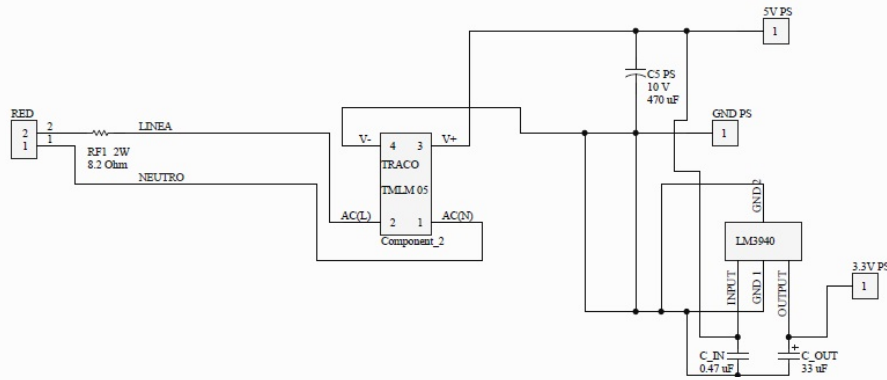 5V PS
1
C5 PS
10 V
470 uF
RED
2
1
2
1
LINEA
RF1 2W
8.2 Ohm
NEUTRO
V-
4
3
V+
TRACO
TMLM 05
AC(L)
2
1
AC(N)
Component_2
GND PS
1
GND 2
LM3940
INPUT
GND 1
OUTPUT
3.3V PS
1
C_IN
0.47 uF
+
C_OUT
33 uF